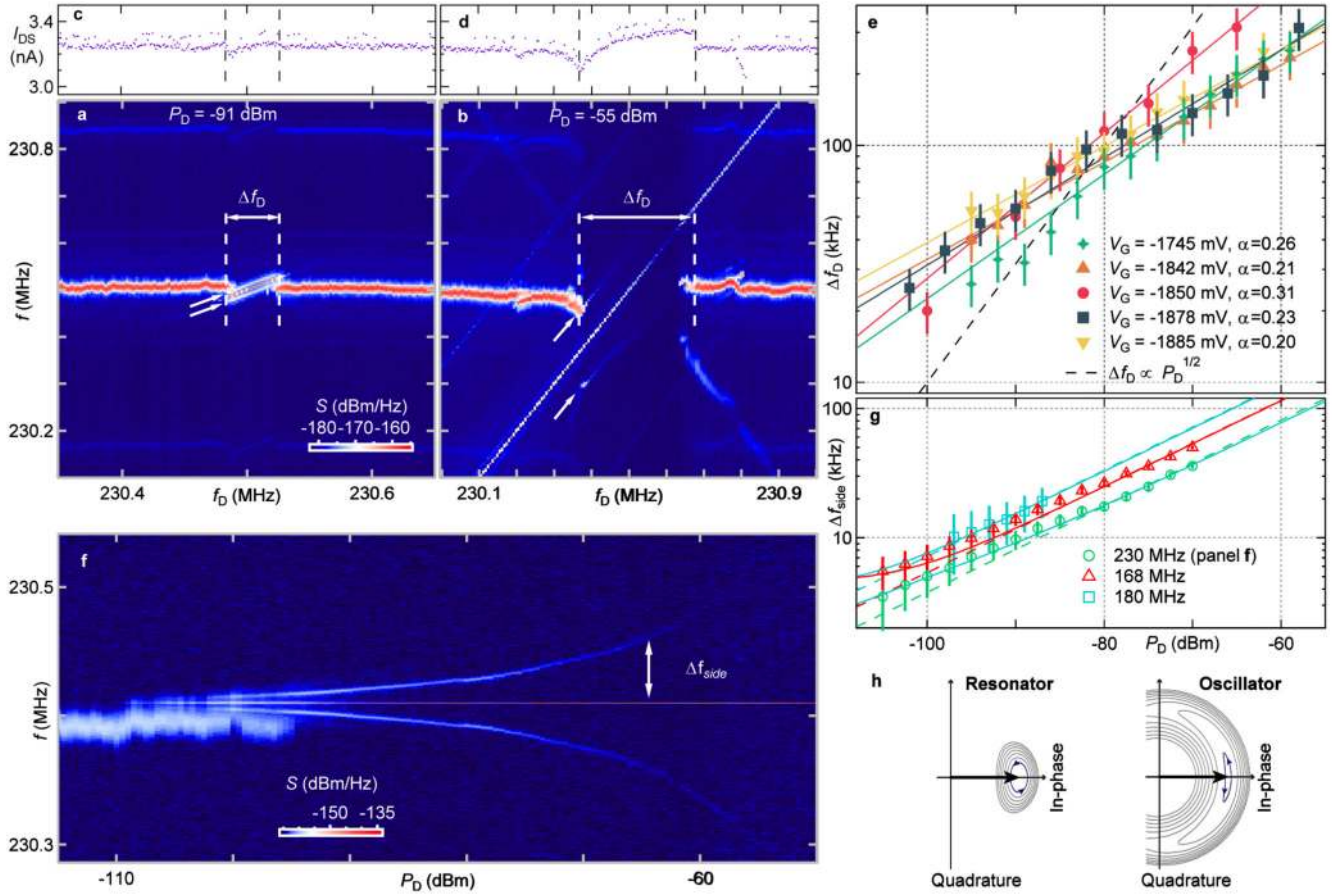 c
d
e
I_DS
(nA)
3.4
3.0
a
P_D = -91 dBm
b
P_D = -55 dBm
230.8
Δf_D
Δf_D
f (MHz)
S (dBm/Hz)
-180 -170 -160
230.2
230.4
f_D (MHz)
230.6
230.1
f_D (MHz)
230.9
Δf_D (kHz)
100
10
V_G = -1745 mV, α=0.26
V_G = -1842 mV, α=0.21
V_G = -1850 mV, α=0.31
V_G = -1878 mV, α=0.23
V_G = -1885 mV, α=0.20
Δf_D ∝ P_D^1/2
g
Δf_side (kHz)
100
10
230 MHz (panel f)
168 MHz
180 MHz
-100
-80
-60
P_D (dBm)
f
230.5
f (MHz)
Δf_side
S (dBm/Hz)
-150 -135
230.3
-110
P_D (dBm)
-60
h
Resonator
Oscillator
In-phase
In-phase
Quadrature
Quadrature